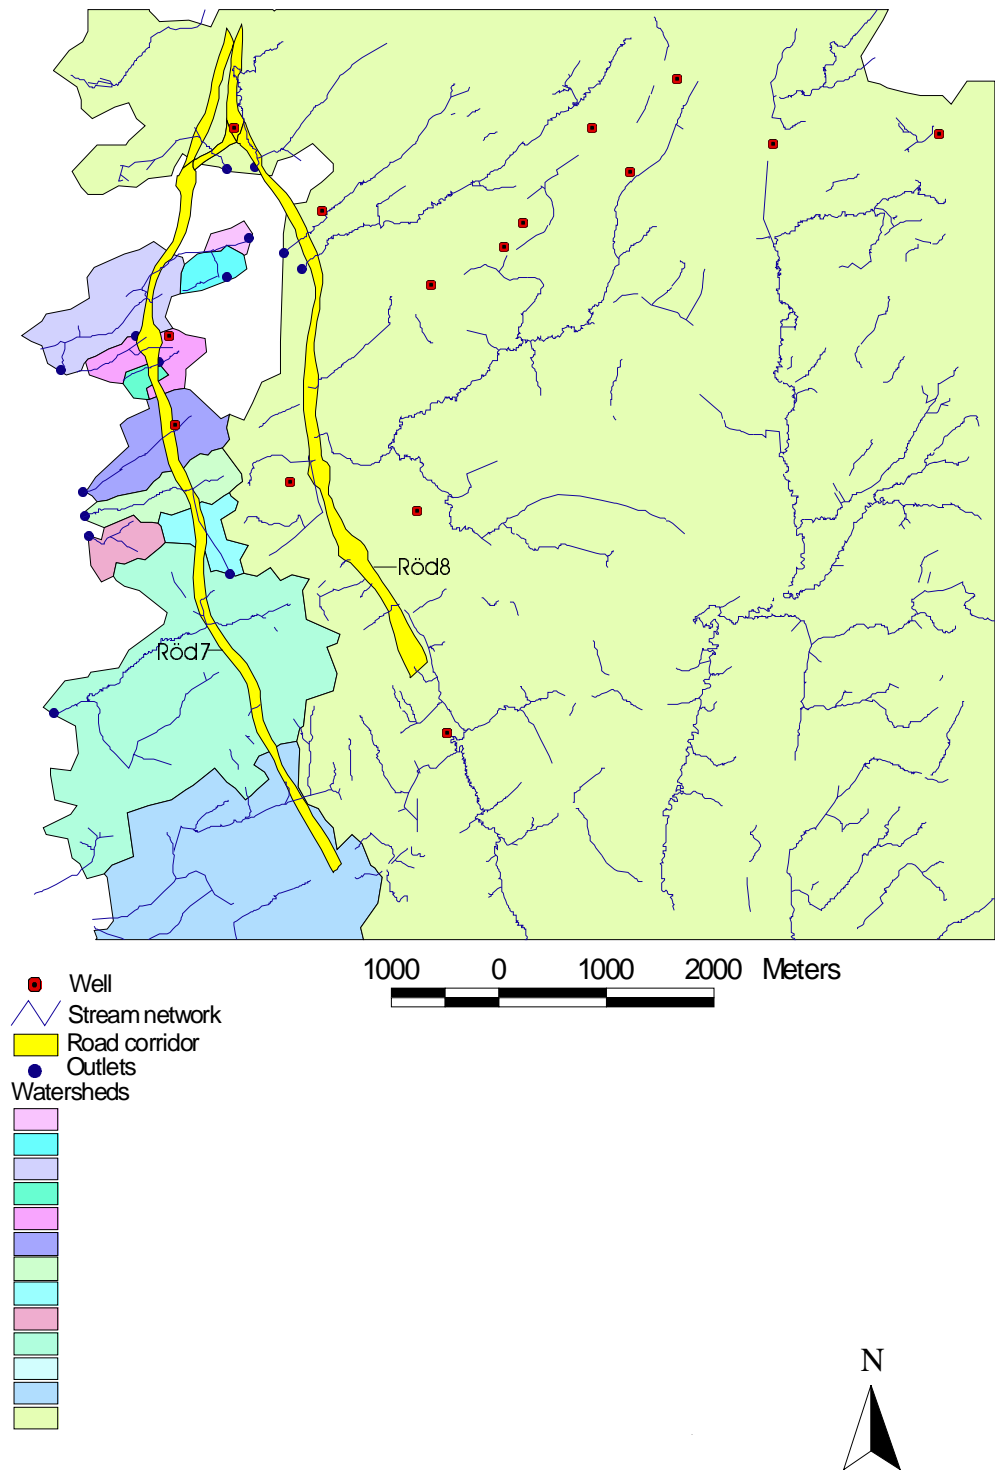 Röd8
Röd7
1000 0 1000 2000 Meters
Well
Stream network
Road corridor
Outlets
Watersheds
N